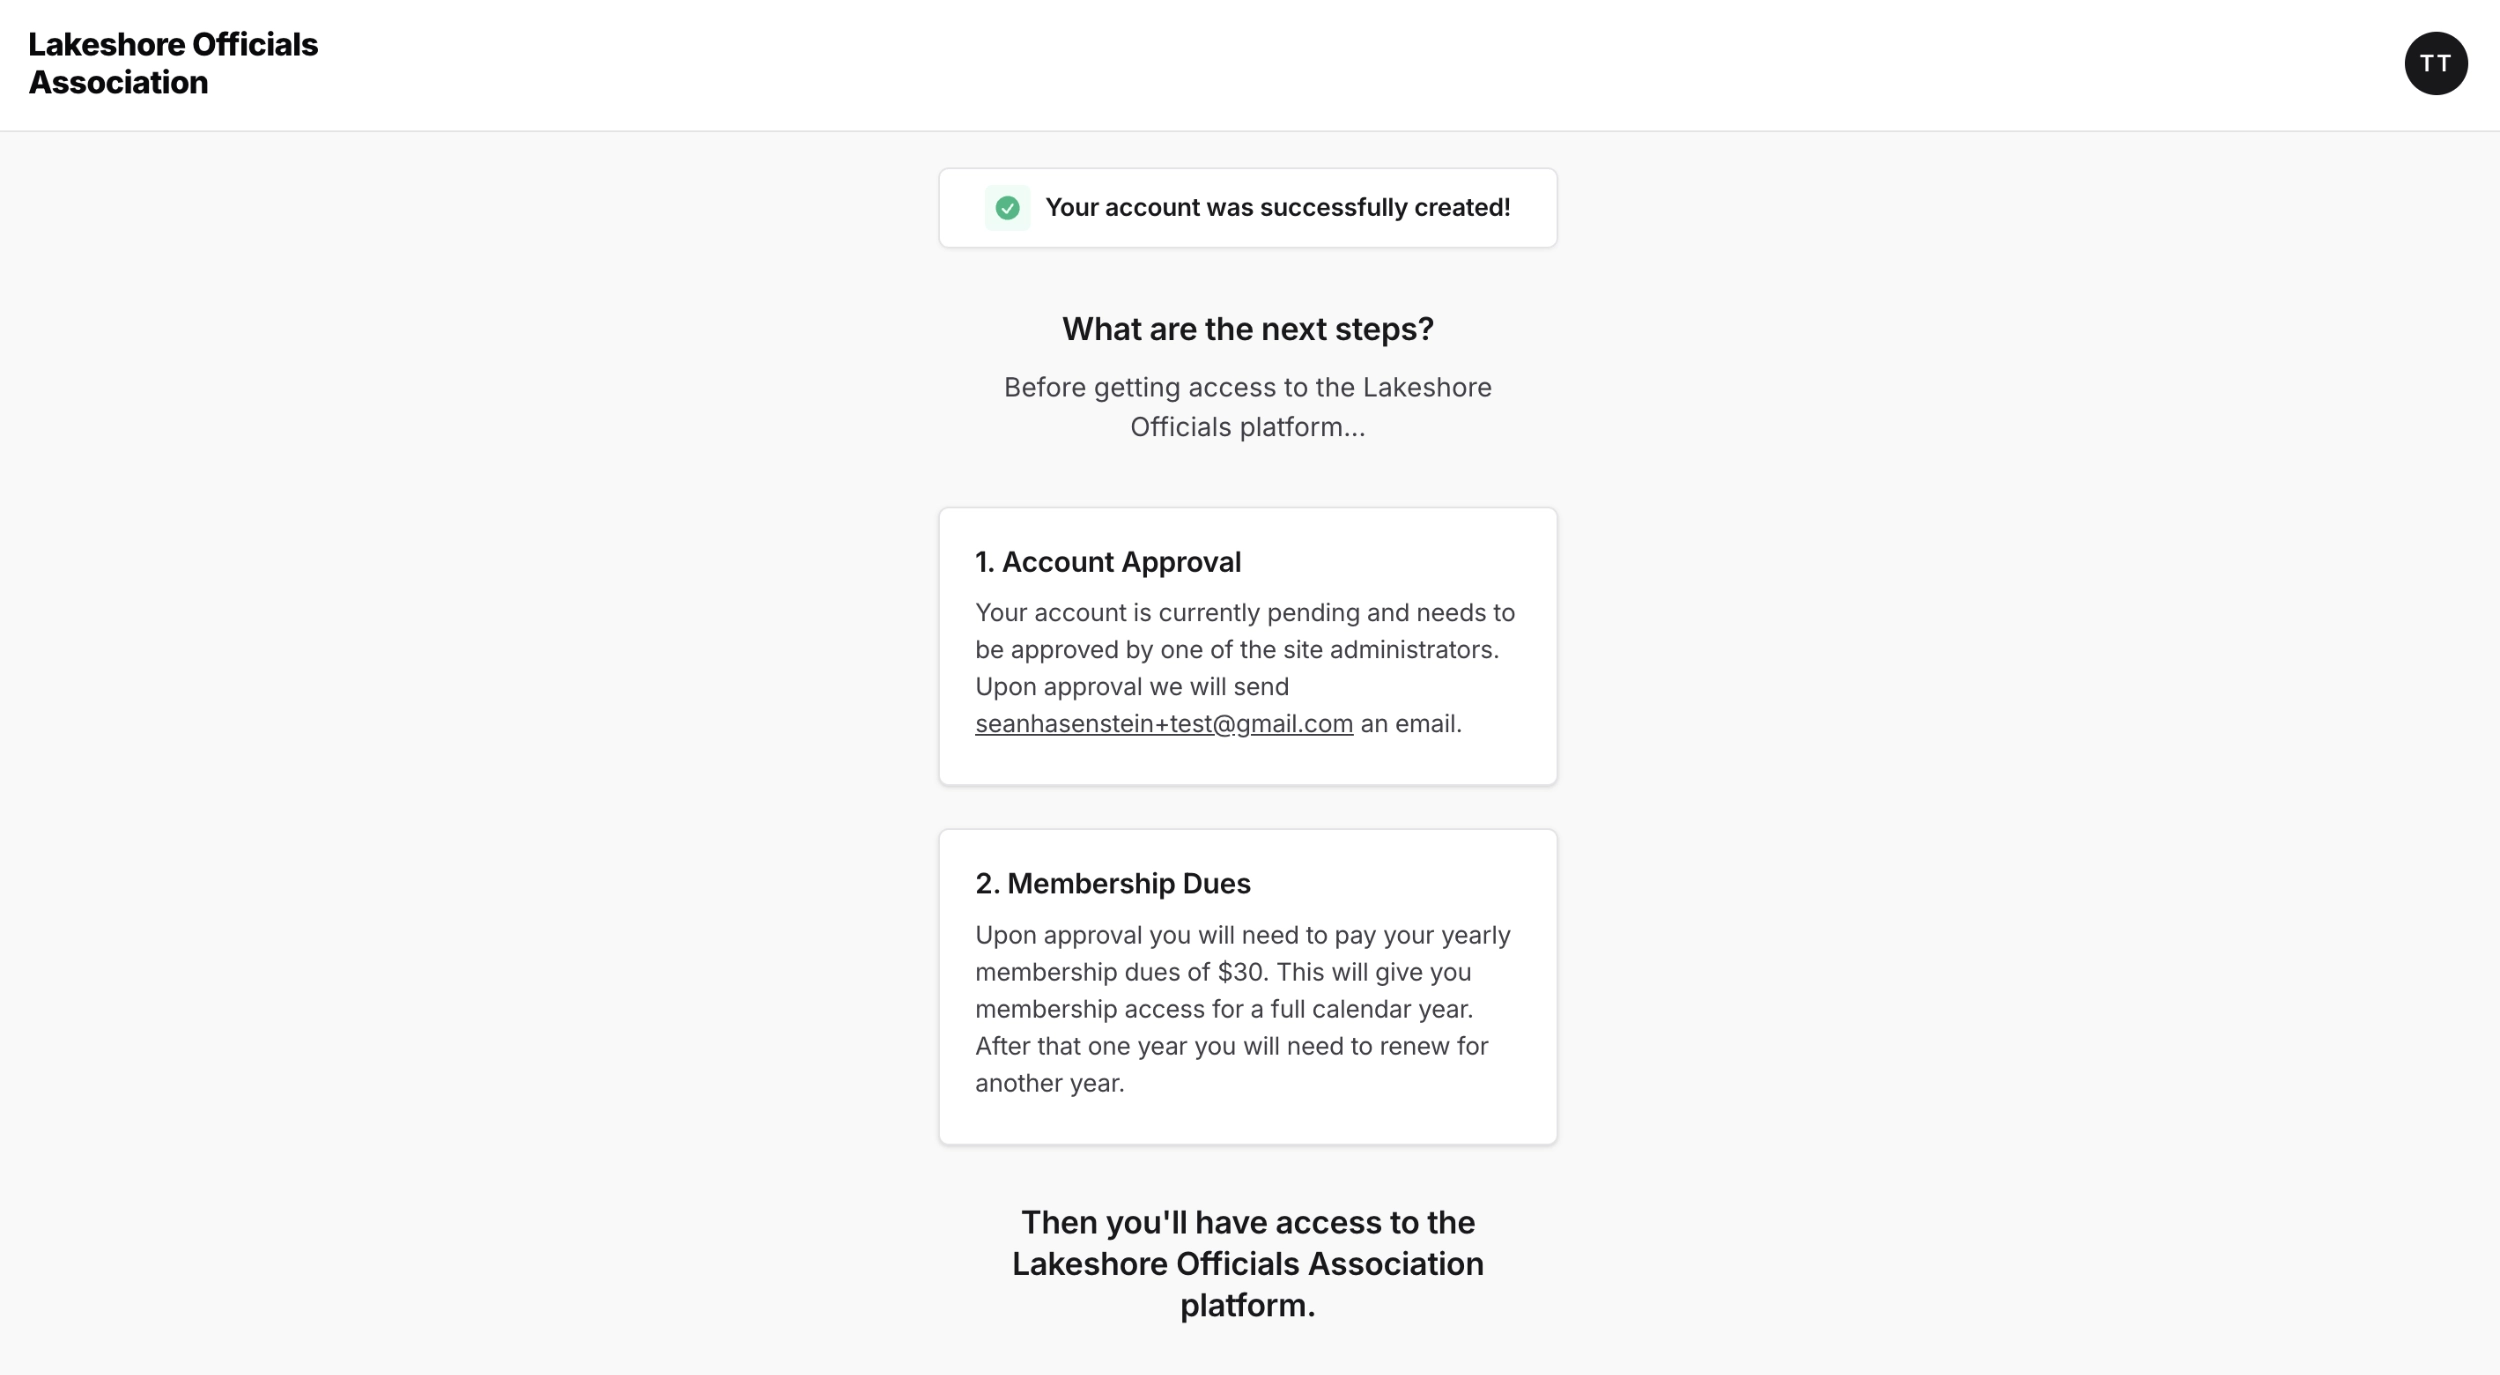 Lakeshore Officials
Association
TT
Your account was successfully created!
What are the next steps?
Before getting access to the Lakeshore
Officials platform...
1. Account Approval
Your account is currently pending and needs to
be approved by one of the site administrators.
Upon approval we will send
seanhasenstein+test@gmail.com an email.
2. Membership Dues
Upon approval you will need to pay your yearly
membership dues of $30. This will give you
membership access for a full calendar year.
After that one year you will need to renew for
another year.
Then you'll have access to the
Lakeshore Officials Association
platform.